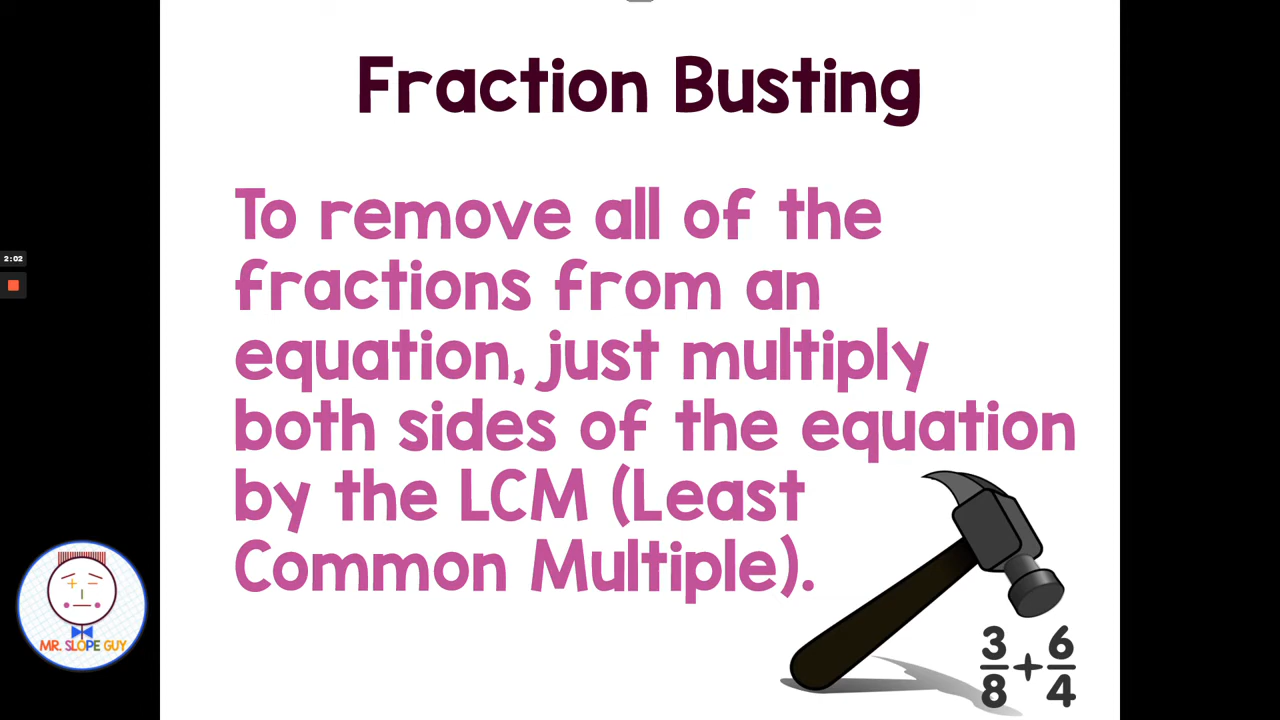 Fraction Busting
To remove all of the
fractions from an
equation, just multiply
both sides of the equation
by the LCM (Least
Common Multiple).
2:02
MR. SLOPE GUY
3/8 + 6/4